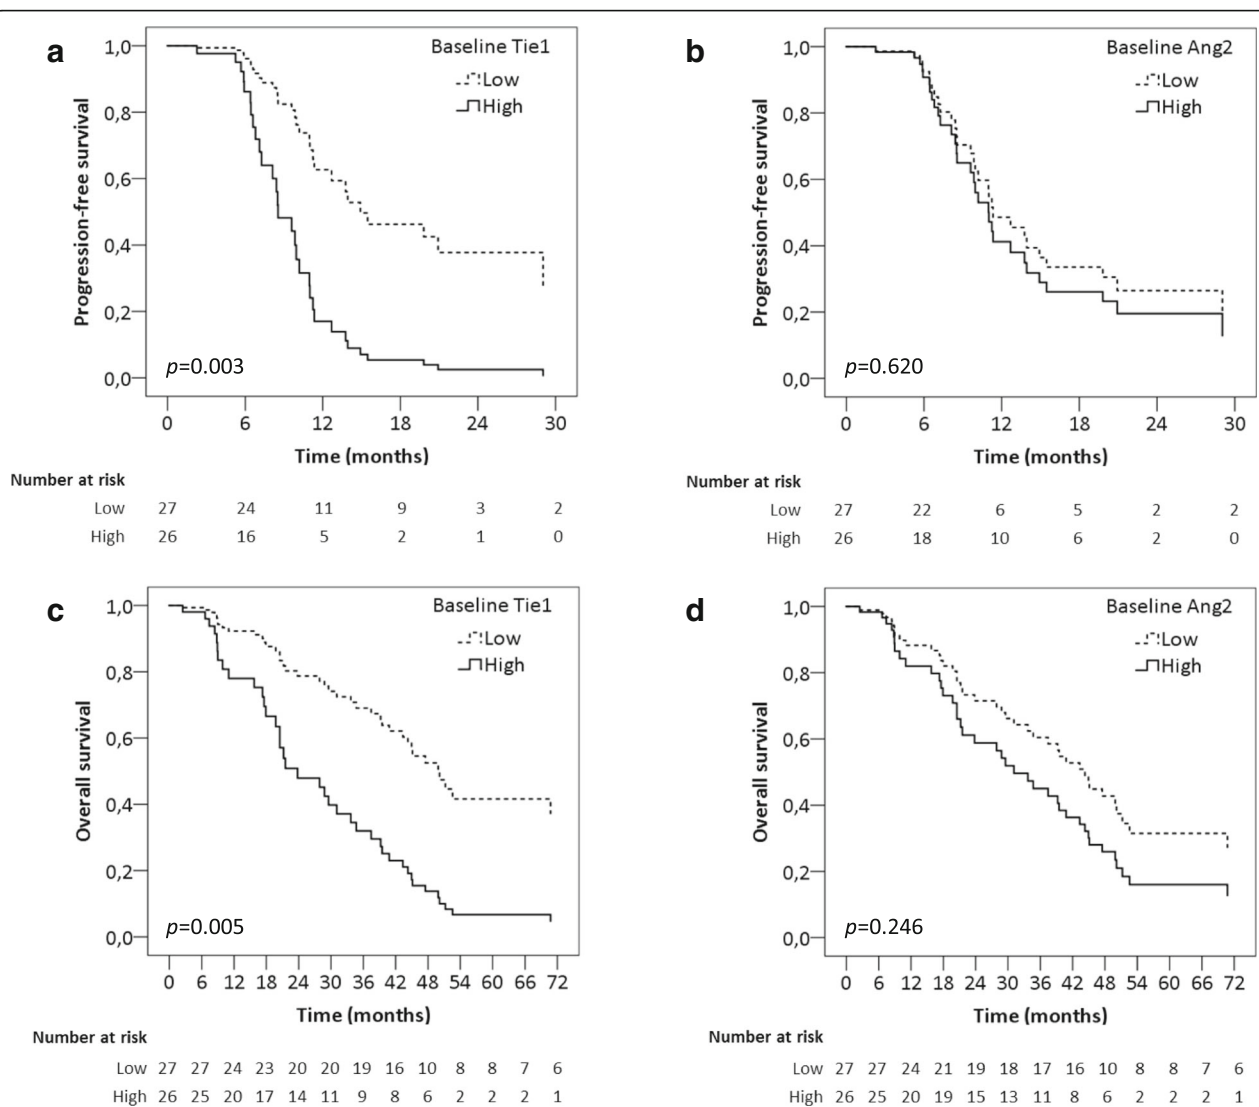 a
Baseline Tie1
Low
High
Progression-free survival
1,0
0,8
0,6
0,4
0,2
0,0
p=0.003
0 6 12 18 24 30
Time (months)
Number at risk
Low 27 24 11 9 3 2
High 26 16 5 2 1 0
b
Baseline Ang2
Low
High
Progression-free survival
1,0
0,8
0,6
0,4
0,2
0,0
p=0.620
0 6 12 18 24 30
Time (months)
Number at risk
Low 27 22 6 5 2 2
High 26 18 10 6 2 0
c
Baseline Tie1
Low
High
Overall survival
1,0
0,8
0,6
0,4
0,2
0,0
p=0.005
0 6 12 18 24 30 36 42 48 54 60 66 72
Time (months)
Number at risk
Low 27 27 24 23 20 20 19 16 10 8 8 7 6
High 26 25 20 17 14 11 9 8 6 2 2 2 1
d
Baseline Ang2
Low
High
Overall survival
1,0
0,8
0,6
0,4
0,2
0,0
p=0.246
0 6 12 18 24 30 36 42 48 54 60 66 72
Time (months)
Number at risk
Low 27 27 24 21 19 18 17 16 10 8 8 7 6
High 26 25 20 19 15 13 11 8 6 2 2 2 1